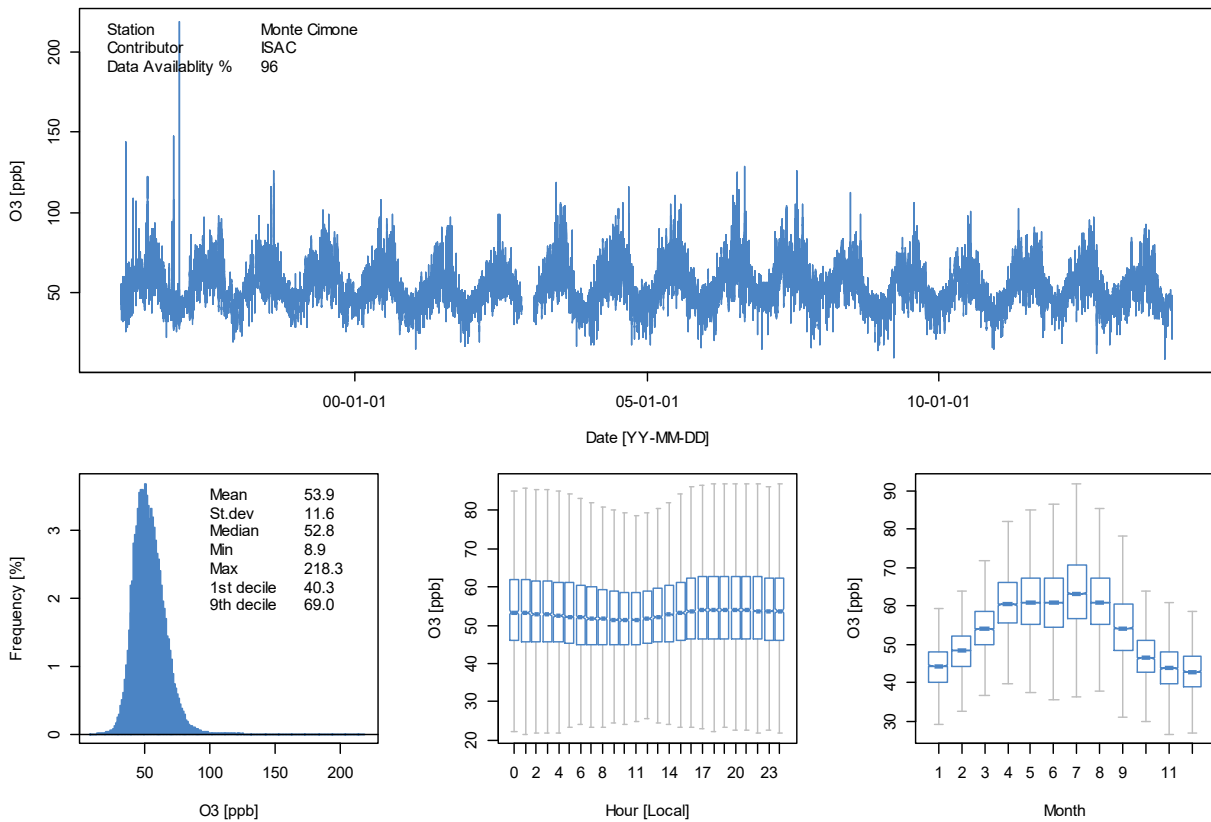 Station Monte Cimone
Contributor ISAC
Data Availablity % 96
O3 [ppb]
200
150
100
50
00-01-01 05-01-01 10-01-01
Date [YY-MM-DD]
Frequency [%]
3
2
1
0
Mean 53.9
St.dev 11.6
Median 52.8
Min 8.9
Max 218.3
1st decile 40.3
9th decile 69.0
50 100 150 200
O3 [ppb]
O3 [ppb]
80
70
60
50
40
30
20
0 2 4 6 8 11 14 17 20 23
Hour [Local]
O3 [ppb]
90
80
70
60
50
40
30
1 2 3 4 5 6 7 8 9 11
Month